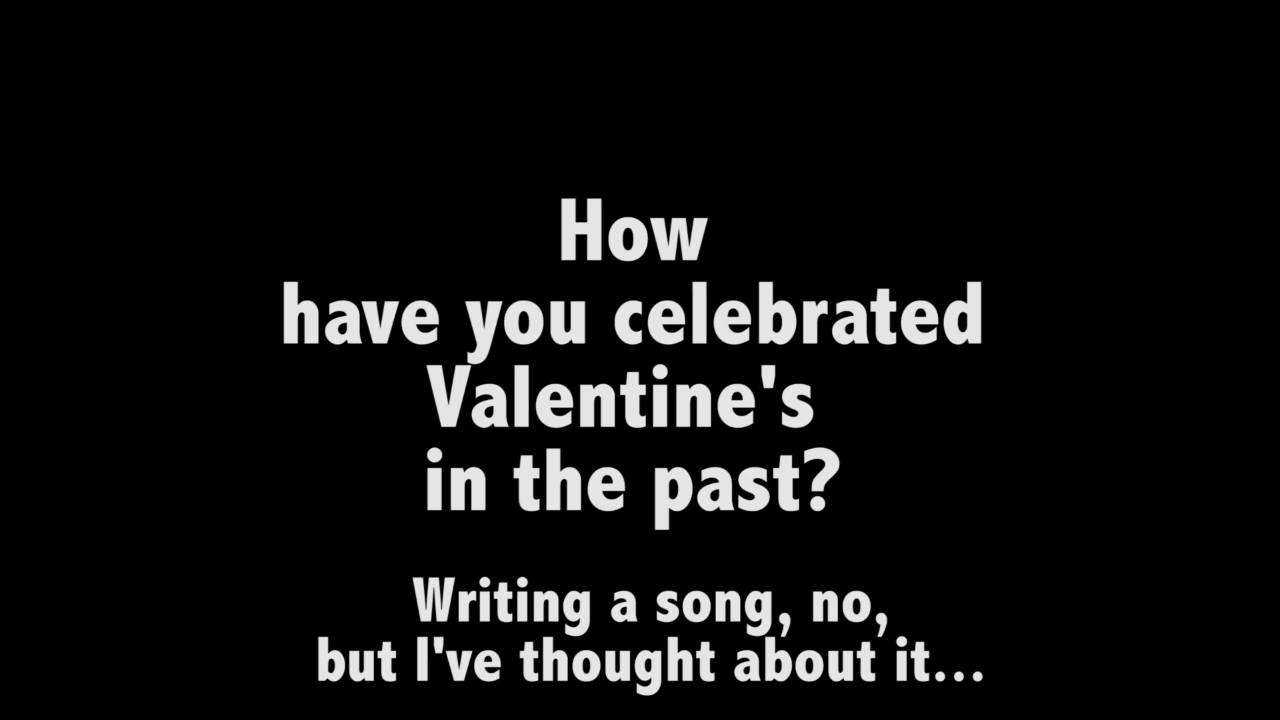 How
have you celebrated
Valentine's
in the past?
Writing a song, no,
but I've thought about it...